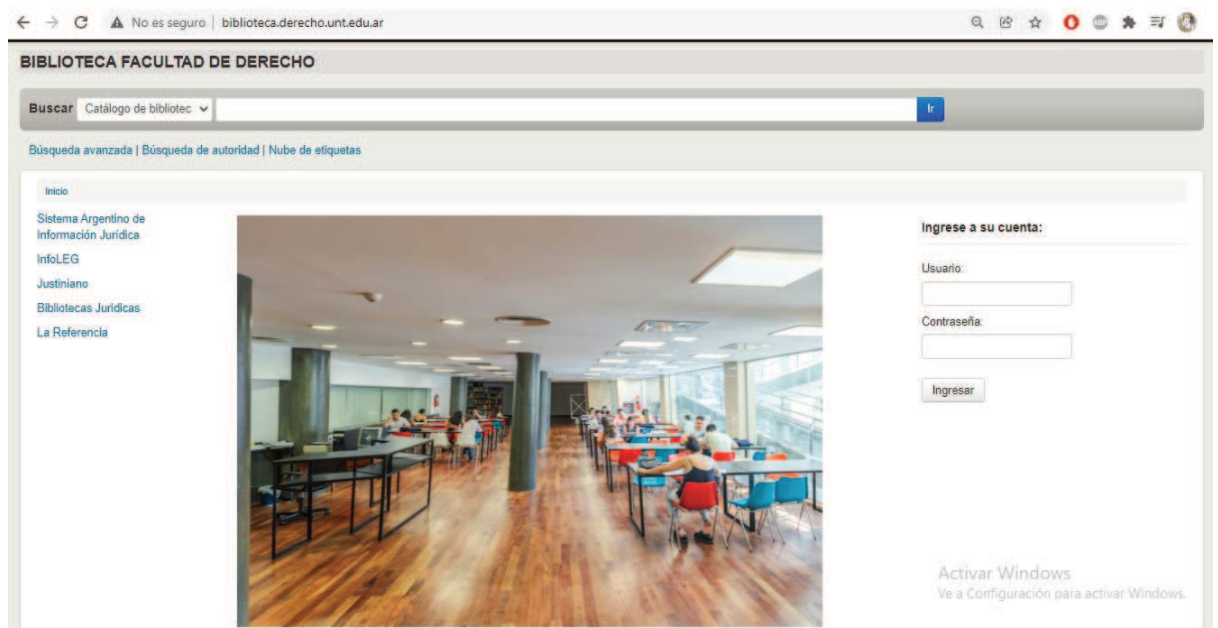 No es seguro | biblioteca.derecho.unt.edu.ar
BIBLIOTECA FACULTAD DE DERECHO
Buscar Catálogo de bibliotec Ir
Búsqueda avanzada | Búsqueda de autoridad | Nube de etiquetas
Inicio
Sistema Argentino de
Información Jurídica
InfoLEG
Justiniano
Bibliotecas Juridicas
La Referencia
Ingrese a su cuenta:
Usuario:
Contraseña:
Ingresar
Activar Windows
Ve a Configuración para activar Windows.